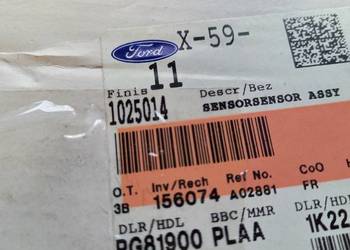 Ford X-59-
11
Finis Descr/Bez
1025014 SENSORSENSOR ASSY
O.T. Inv/Rech Ref No. CoO
3B 156074 A02881 FR
DLR/HDL BBC/MMR DLR/HDL
PG81900 PLAA 1K22